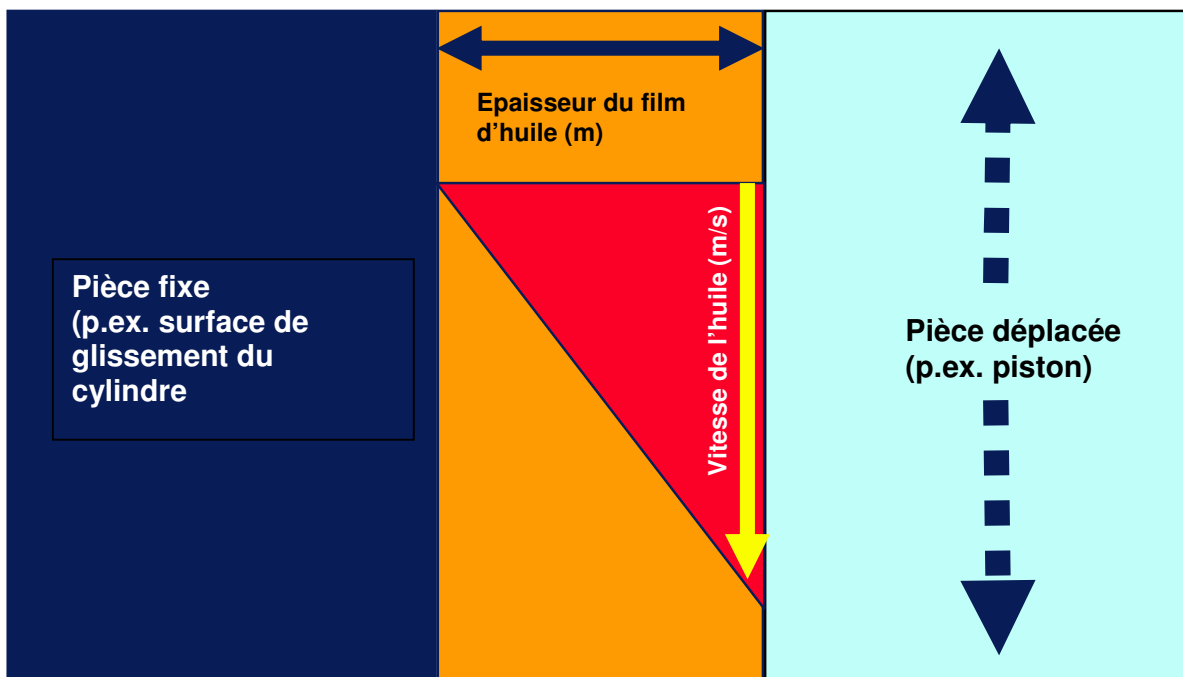 Epaisseur du film
d’huile (m)
Vitesse de l’huile (m/s)
Pièce fixe
(p.ex. surface de
glissement du
cylindre
Pièce déplacée
(p.ex. piston)